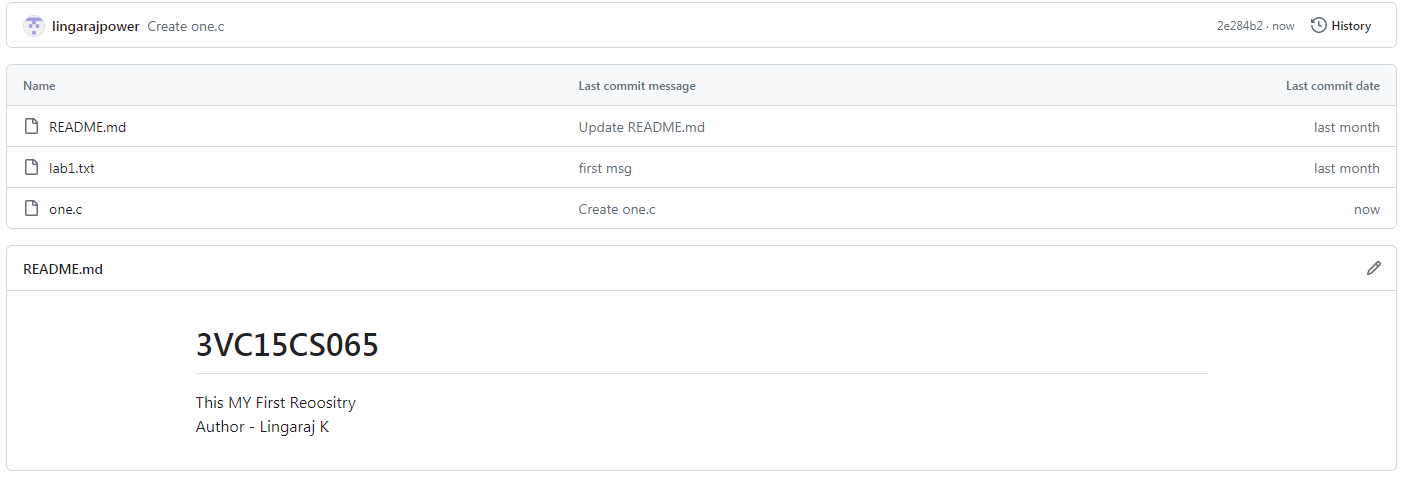 lingarajpower Create one.c 2e284b2 · now History
Name Last commit message Last commit date
README.md Update README.md last month
lab1.txt first msg last month
one.c Create one.c now
README.md
3VC15CS065
This MY First Reoositry
Author - Lingaraj K